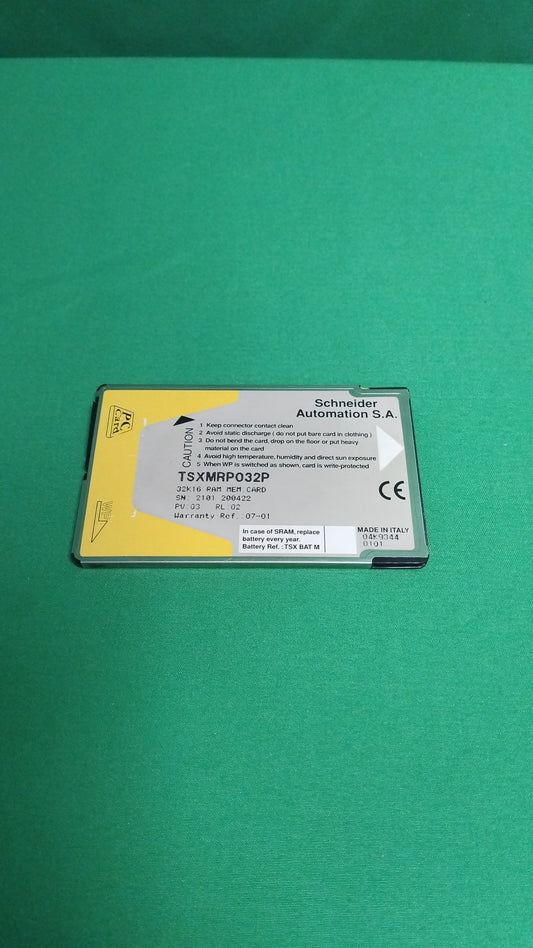 Schneider
Automation S.A.
PC
Card
CAUTION
1 Keep connector contact clean
2 Avoid static discharge ( do not put bare card in clothing )
3 Do not bend the card, drop on the floor or put heavy
material on the card
4 Avoid high temperature, humidity and direct sun exposure
5 When WP is switched as shown, card is write-protected
TSXMRP032P
32K16 RAM MEM CARD
SN 2101 200422
PV:03 RL:02
Warranty Ref.:07-01
WP
In case of SRAM, replace
battery every year.
Battery Ref. : TSX BAT M
CE
MADE IN ITALY
04K9344
0101